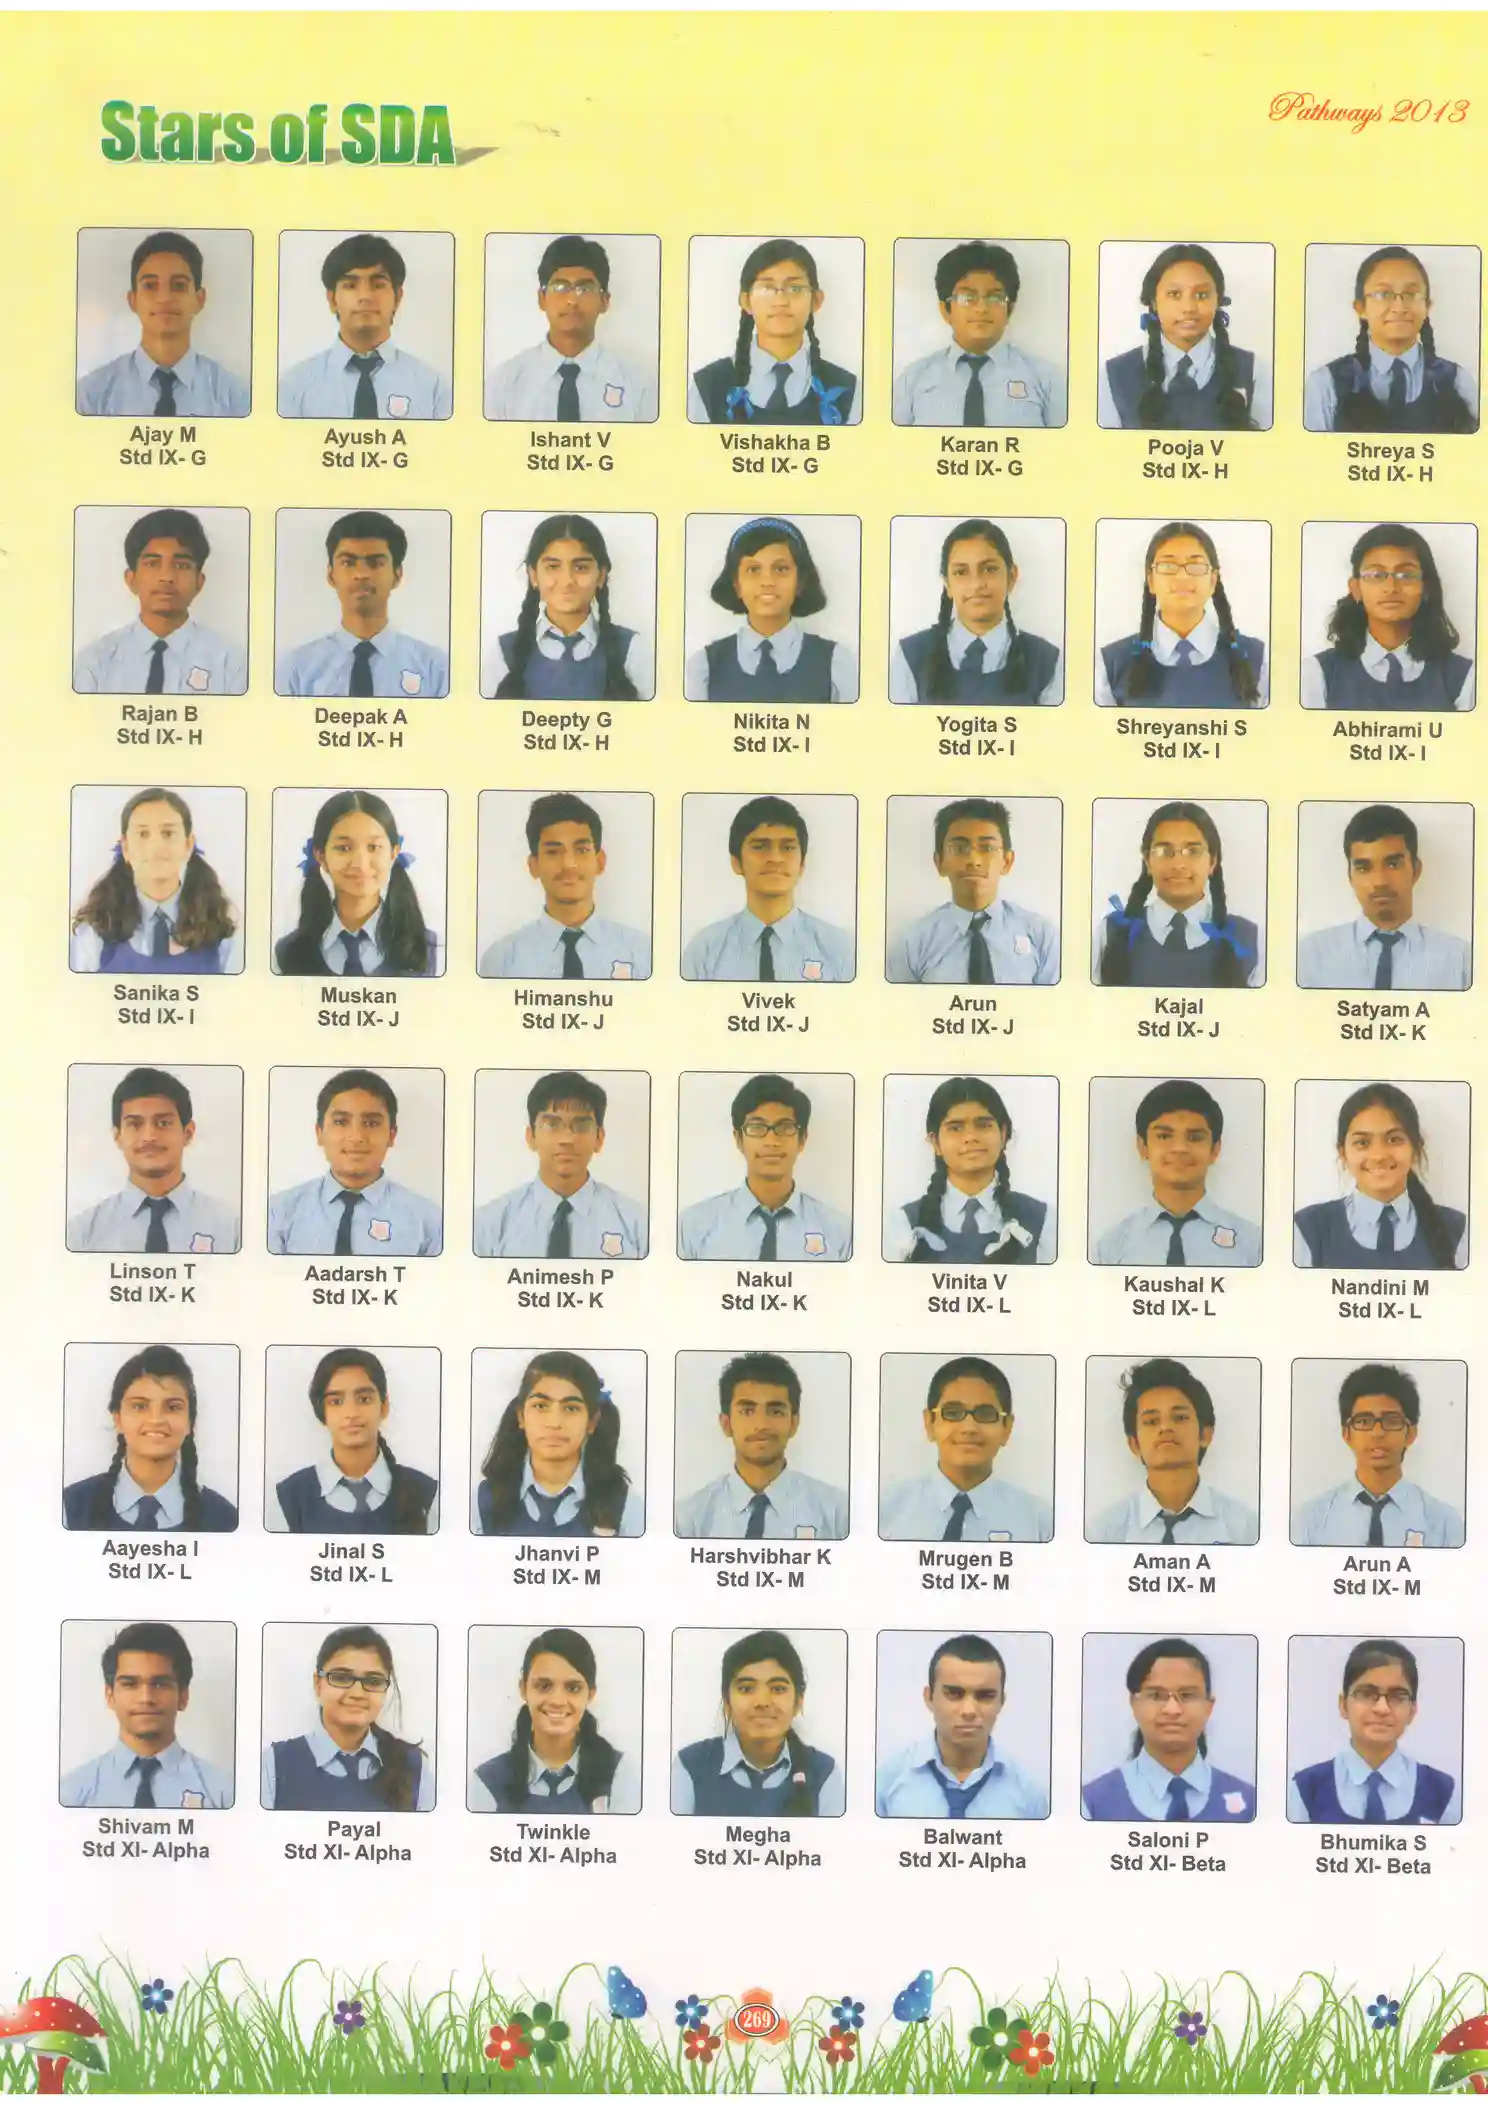 Stars of SDA
Pathways 2013
Ajay M
Std IX- G
Ayush A
Std IX- G
Ishant V
Std IX- G
Vishakha B
Std IX- G
Karan R
Std IX- G
Pooja V
Std IX- H
Shreya S
Std IX- H
Rajan B
Std IX- H
Deepak A
Std IX- H
Deepty G
Std IX- H
Nikita N
Std IX- I
Yogita S
Std IX- I
Shreyanshi S
Std IX- I
Abhirami U
Std IX- I
Sanika S
Std IX- I
Muskan
Std IX- J
Himanshu
Std IX- J
Vivek
Std IX- J
Arun
Std IX- J
Kajal
Std IX- J
Satyam A
Std IX- K
Linson T
Std IX- K
Aadarsh T
Std IX- K
Animesh P
Std IX- K
Nakul
Std IX- K
Vinita V
Std IX- L
Kaushal K
Std IX- L
Nandini M
Std IX- L
Aayesha I
Std IX- L
Jinal S
Std IX- L
Jhanvi P
Std IX- M
Harshvibhar K
Std IX- M
Mrugen B
Std IX- M
Aman A
Std IX- M
Arun A
Std IX- M
Shivam M
Std XI- Alpha
Payal
Std XI- Alpha
Twinkle
Std XI- Alpha
Megha
Std XI- Alpha
Balwant
Std XI- Alpha
Saloni P
Std XI- Beta
Bhumika S
Std XI- Beta
269